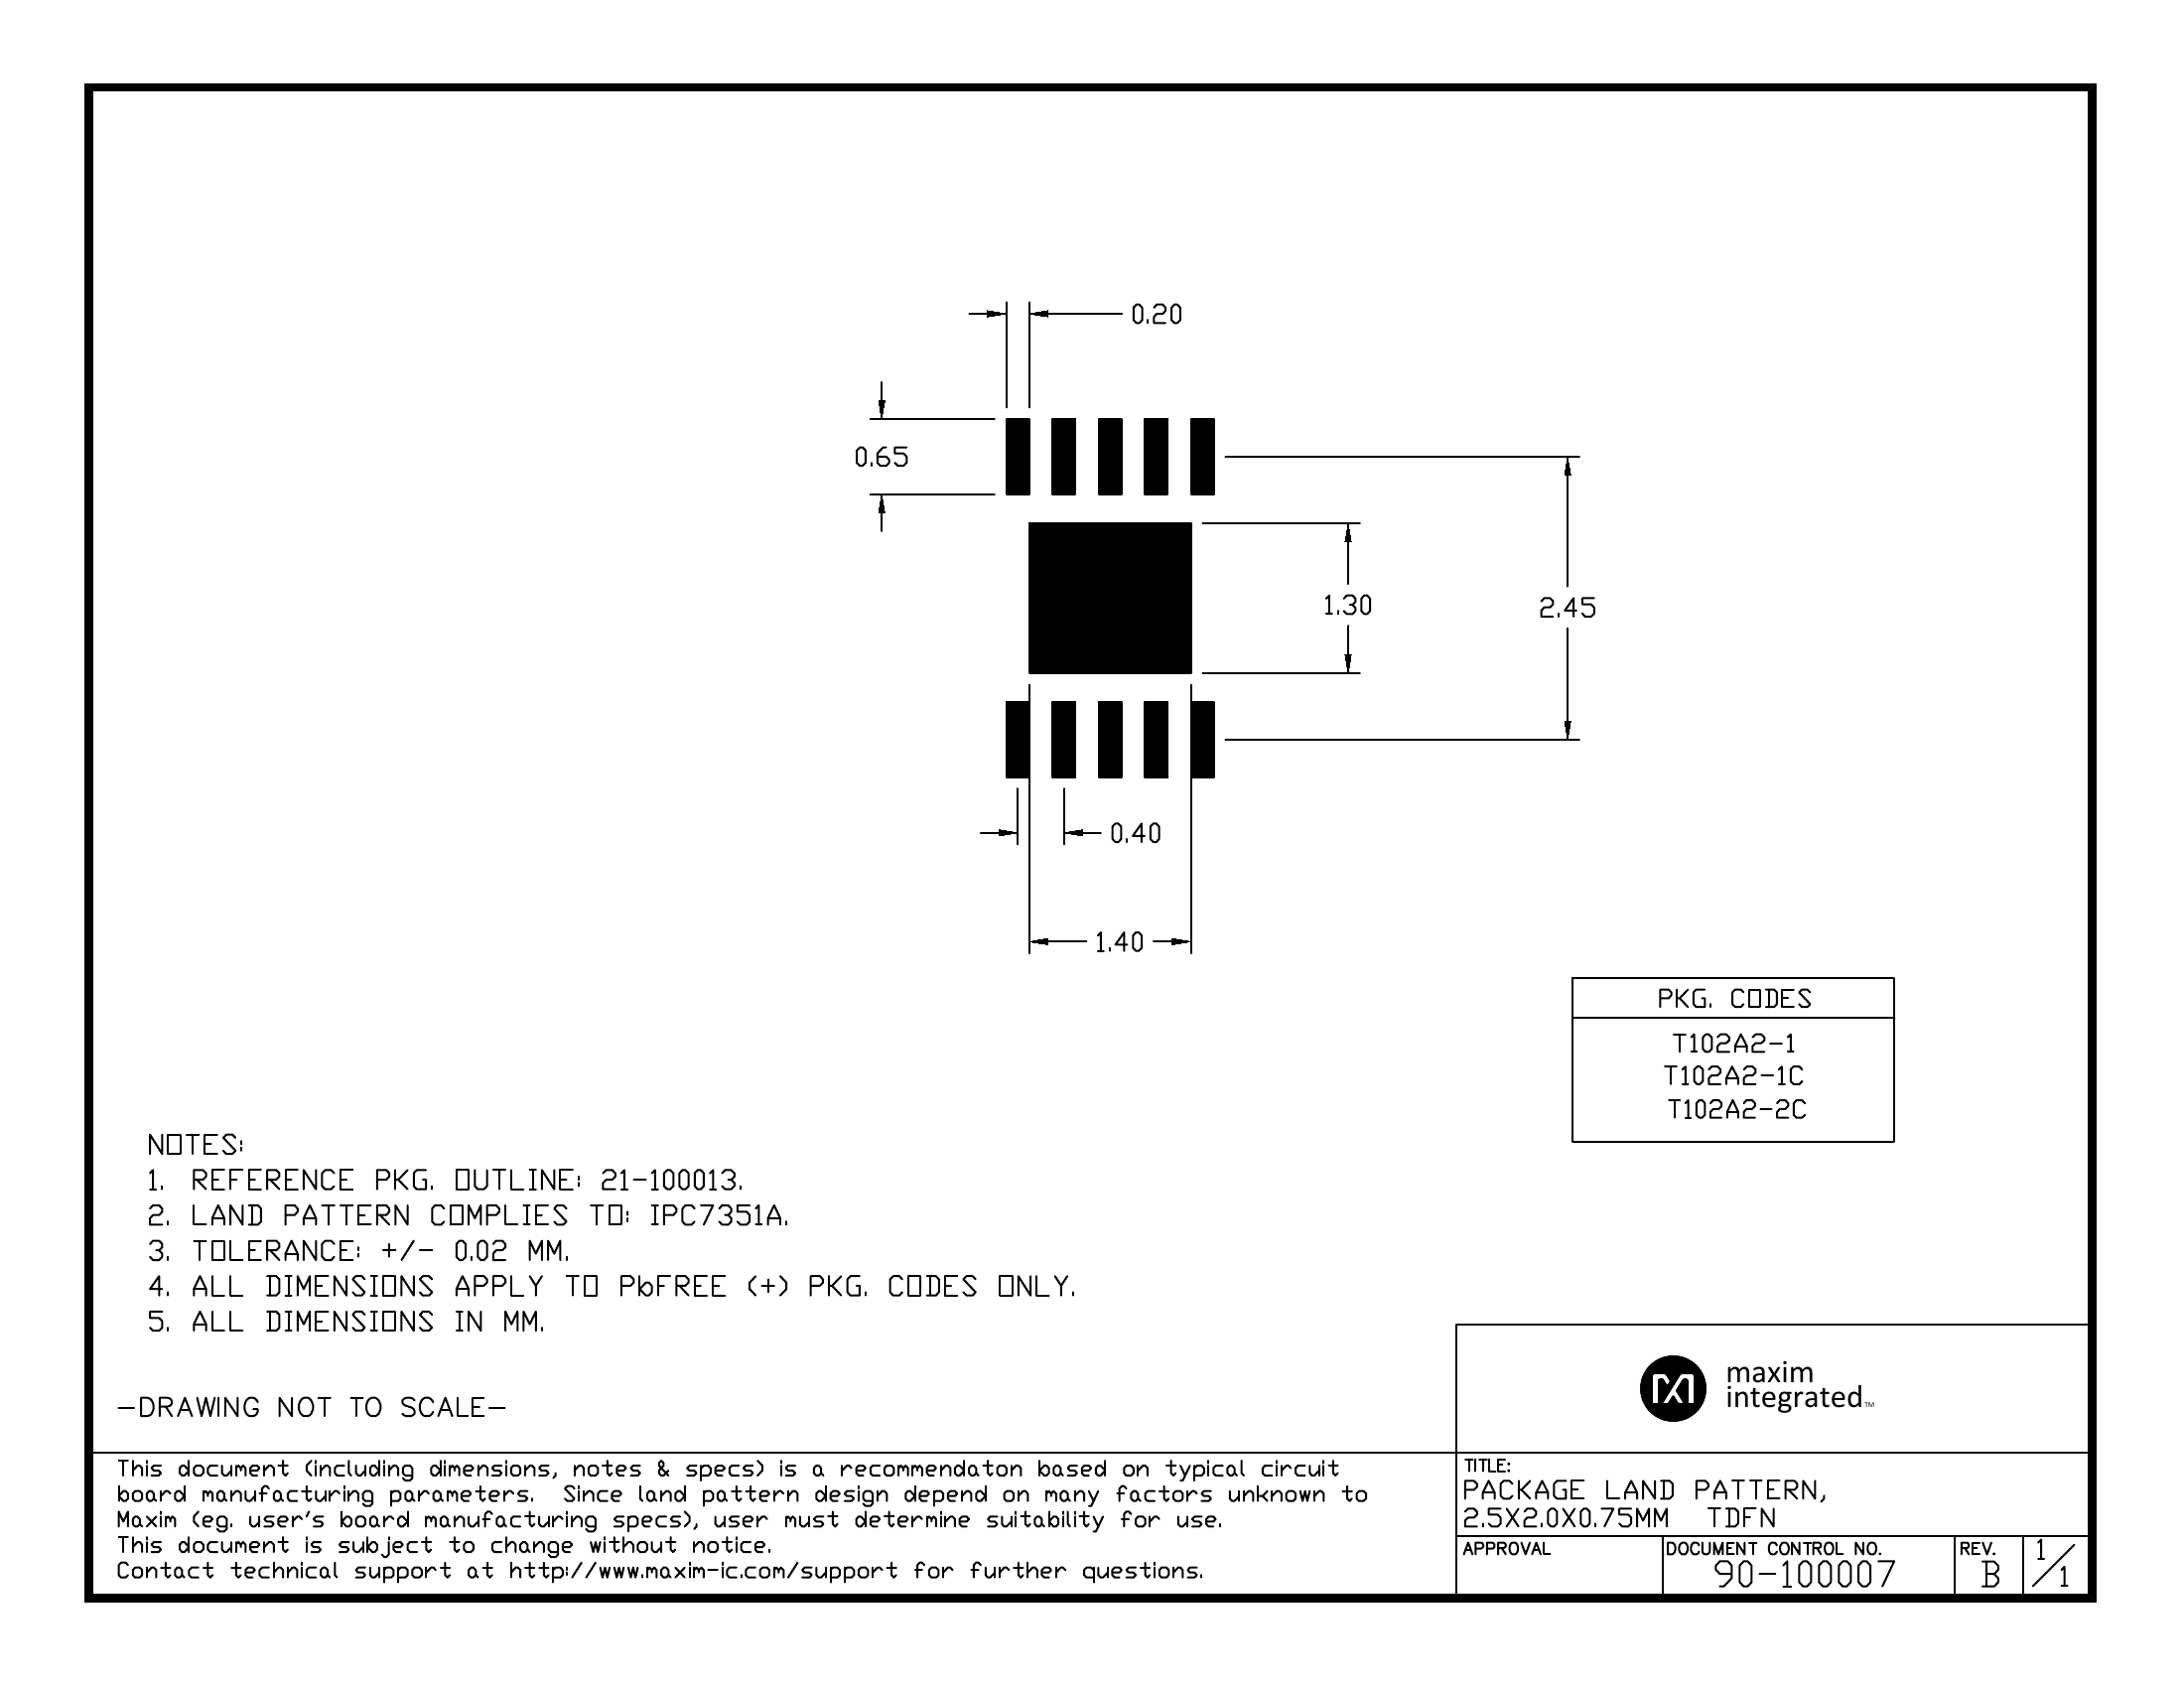 0.20
0.65
1.30
2.45
0.40
1.40
PKG. CODES
T102A2-1
T102A2-1C
T102A2-2C
NOTES:
1. REFERENCE PKG. OUTLINE: 21-100013.
2. LAND PATTERN COMPLIES TO: IPC7351A.
3. TOLERANCE: +/- 0.02 MM.
4. ALL DIMENSIONS APPLY TO PbFREE (+) PKG. CODES ONLY.
5. ALL DIMENSIONS IN MM.
-DRAWING NOT TO SCALE-
maxim
integrated™
This document (including dimensions, notes & specs) is a recommendaton based on typical circuit
board manufacturing parameters. Since land pattern design depend on many factors unknown to
Maxim (eg. user's board manufacturing specs), user must determine suitability for use.
This document is subject to change without notice.
Contact technical support at http://www.maxim-ic.com/support for further questions.
TITLE:
PACKAGE LAND PATTERN,
2.5X2.0X0.75MM TDFN
APPROVAL
DOCUMENT CONTROL NO.
90-100007
REV.
B
1/1